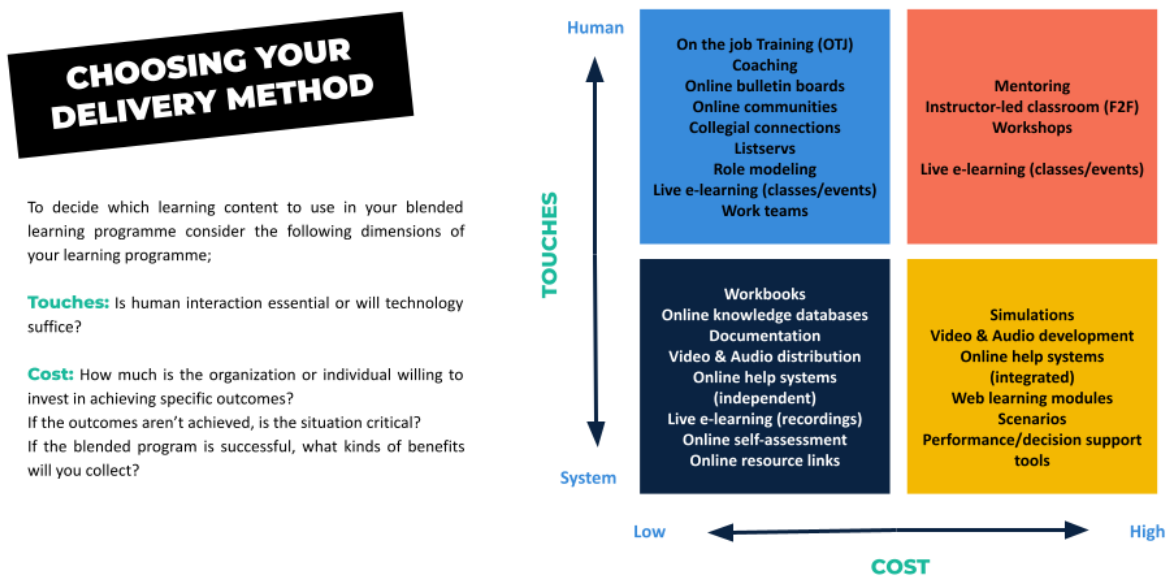 CHOOSING YOUR
DELIVERY METHOD
To decide which learning content to use in your blended
learning programme consider the following dimensions of
your learning programme;
Touches: Is human interaction essential or will technology
suffice?
Cost: How much is the organization or individual willing to
invest in achieving specific outcomes?
If the outcomes aren’t achieved, is the situation critical?
If the blended program is successful, what kinds of benefits
will you collect?
Human
TOUCHES
System
On the job Training (OTJ)
Coaching
Online bulletin boards
Online communities
Collegial connections
Listservs
Role modeling
Live e-learning (classes/events)
Work teams
Mentoring
Instructor-led classroom (F2F)
Workshops
Live e-learning (classes/events)
Workbooks
Online knowledge databases
Documentation
Video & Audio distribution
Online help systems
(independent)
Live e-learning (recordings)
Online self-assessment
Online resource links
Simulations
Video & Audio development
Online help systems
(integrated)
Web learning modules
Scenarios
Performance/decision support
tools
Low
High
COST